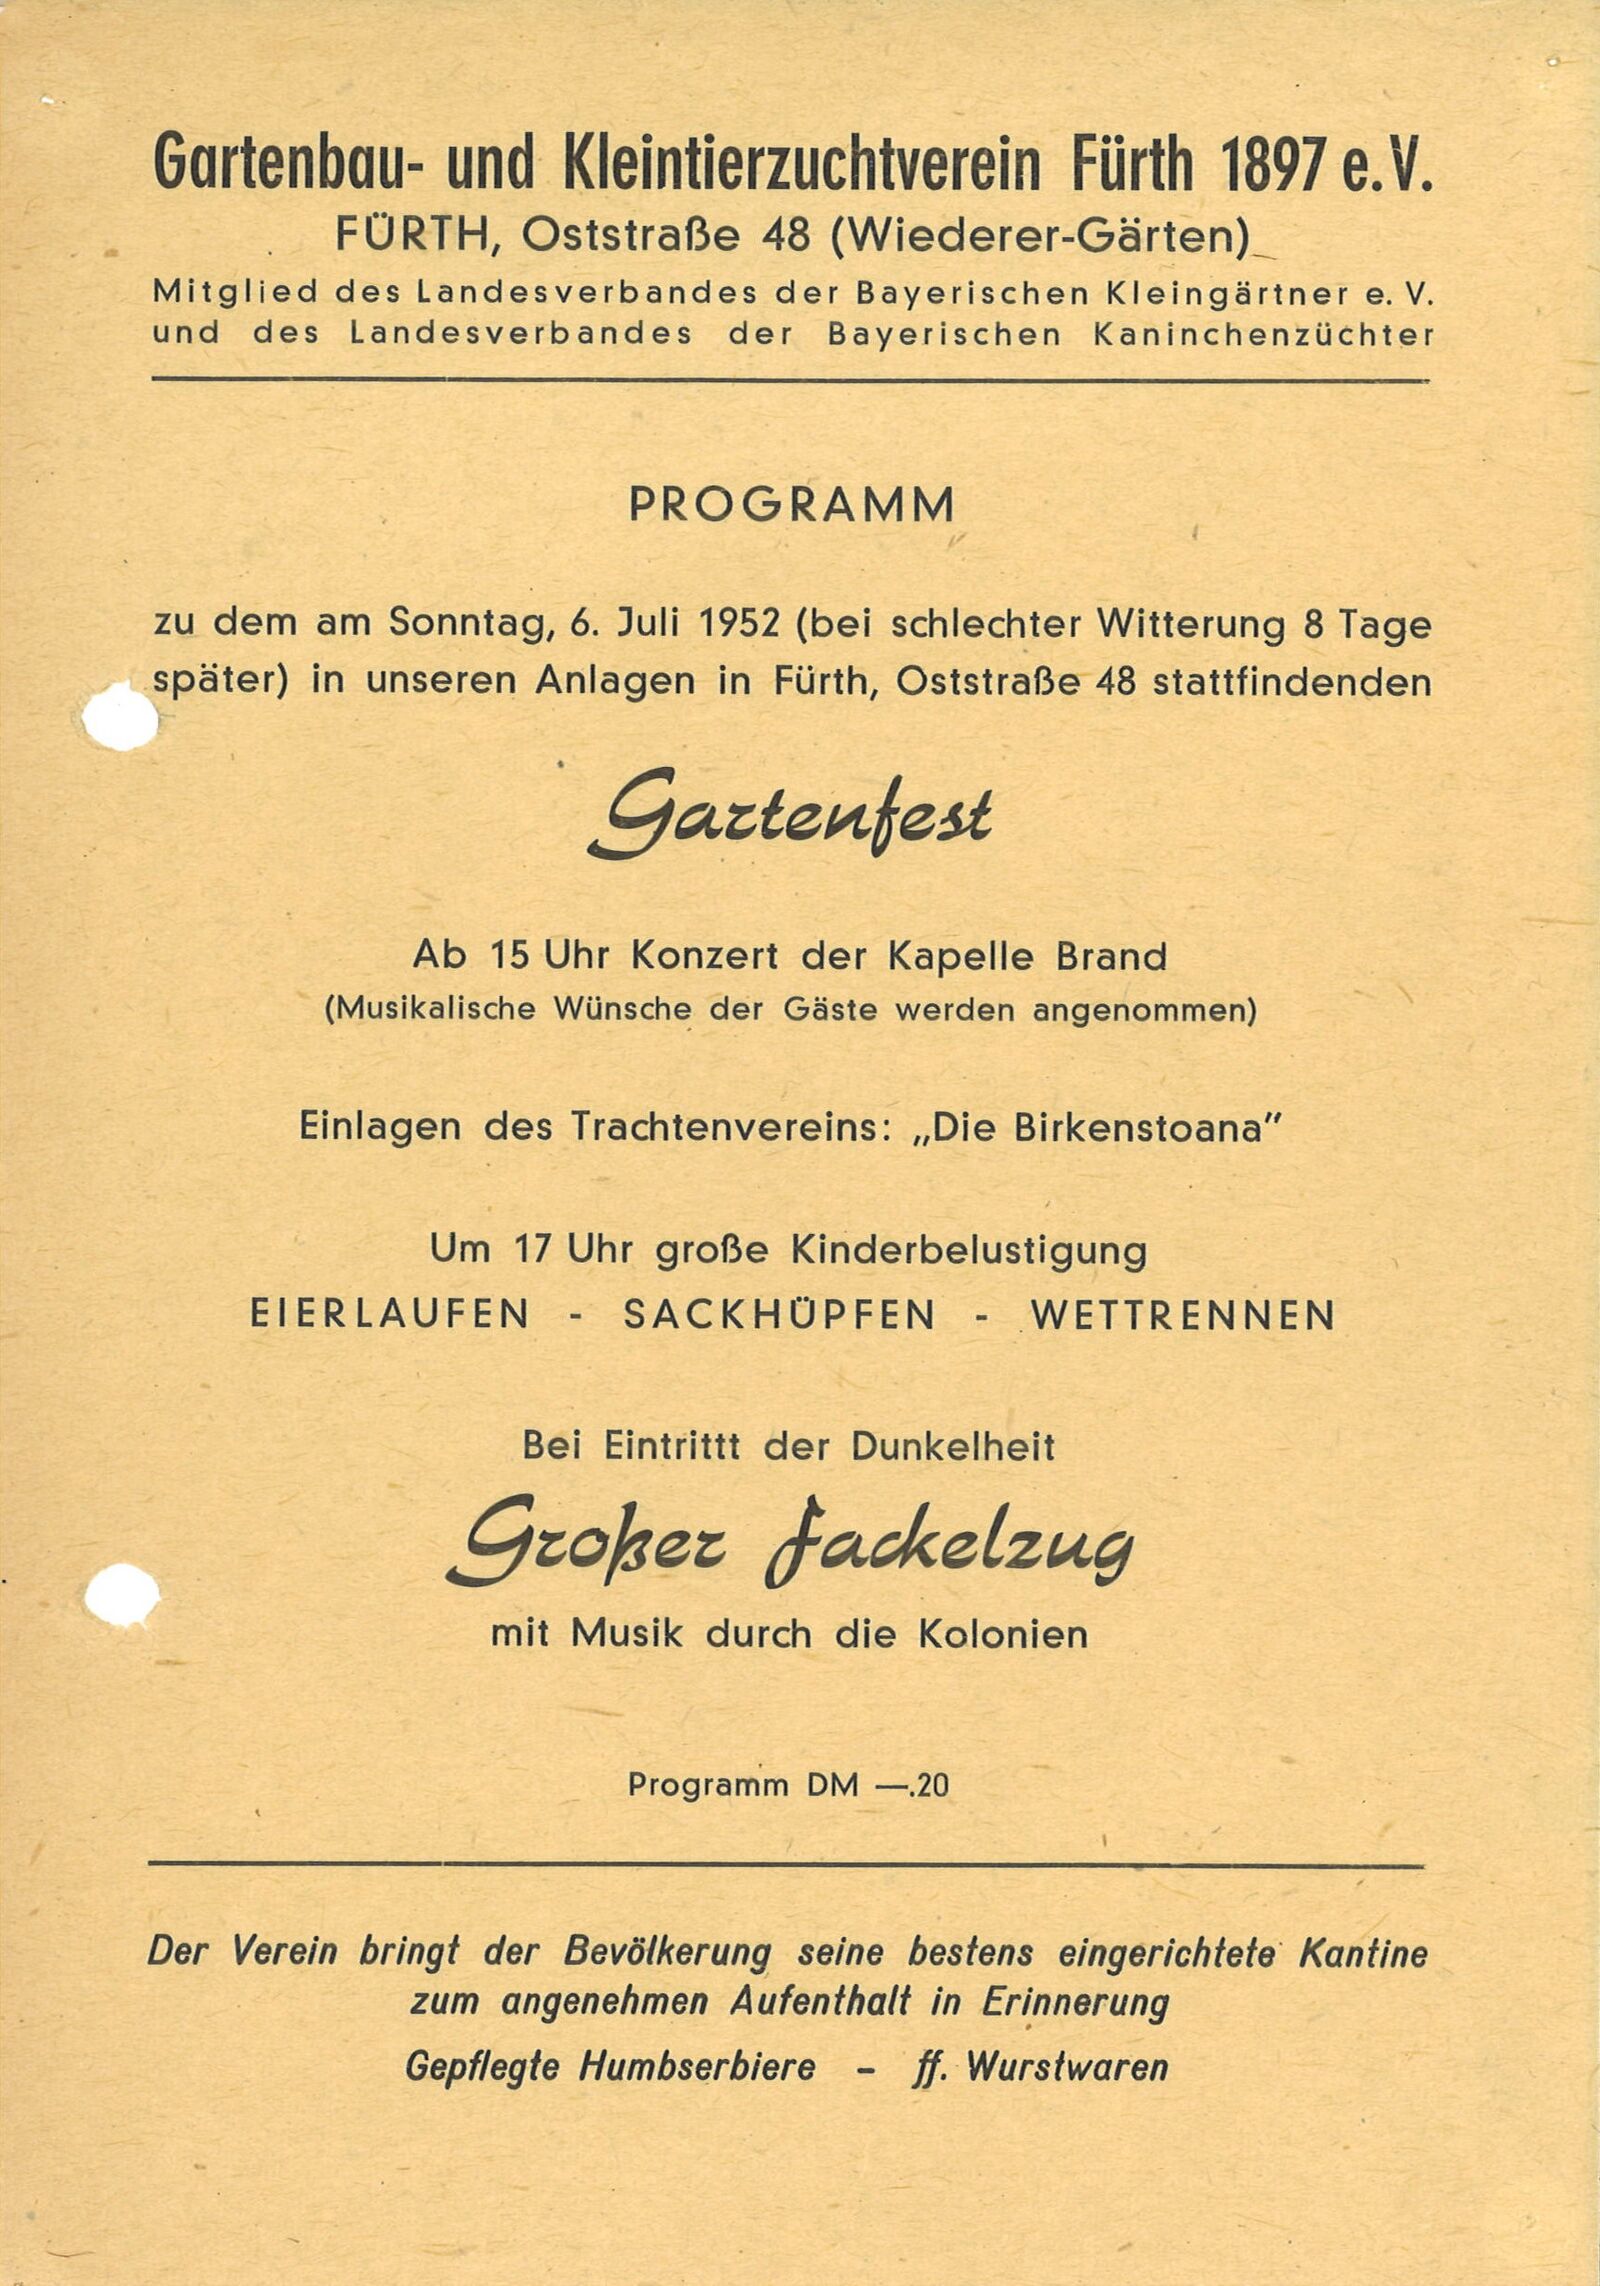 Gartenbau- und Kleintierzuchtverein Fürth 1897 e.V.
FÜRTH, Oststraße 48 (Wiederer-Gärten)
Mitglied des Landesverbandes der Bayerischen Kleingärtner e. V.
und des Landesverbandes der Bayerischen Kaninchenzüchter
PROGRAMM
zu dem am Sonntag, 6. Juli 1952 (bei schlechter Witterung 8 Tage
später) in unseren Anlagen in Fürth, Oststraße 48 stattfindenden
Gartenfest
Ab 15 Uhr Konzert der Kapelle Brand
(Musikalische Wünsche der Gäste werden angenommen)
Einlagen des Trachtenvereins: „Die Birkenstoana"
Um 17 Uhr große Kinderbelustigung
EIERLAUFEN - SACKHÜPFEN - WETTRENNEN
Bei Eintrittt der Dunkelheit
Großer Fackelzug
mit Musik durch die Kolonien
Programm DM —.20
Der Verein bringt der Bevölkerung seine bestens eingerichtete Kantine
zum angenehmen Aufenthalt in Erinnerung
Gepflegte Humbserbiere - ff. Wurstwaren